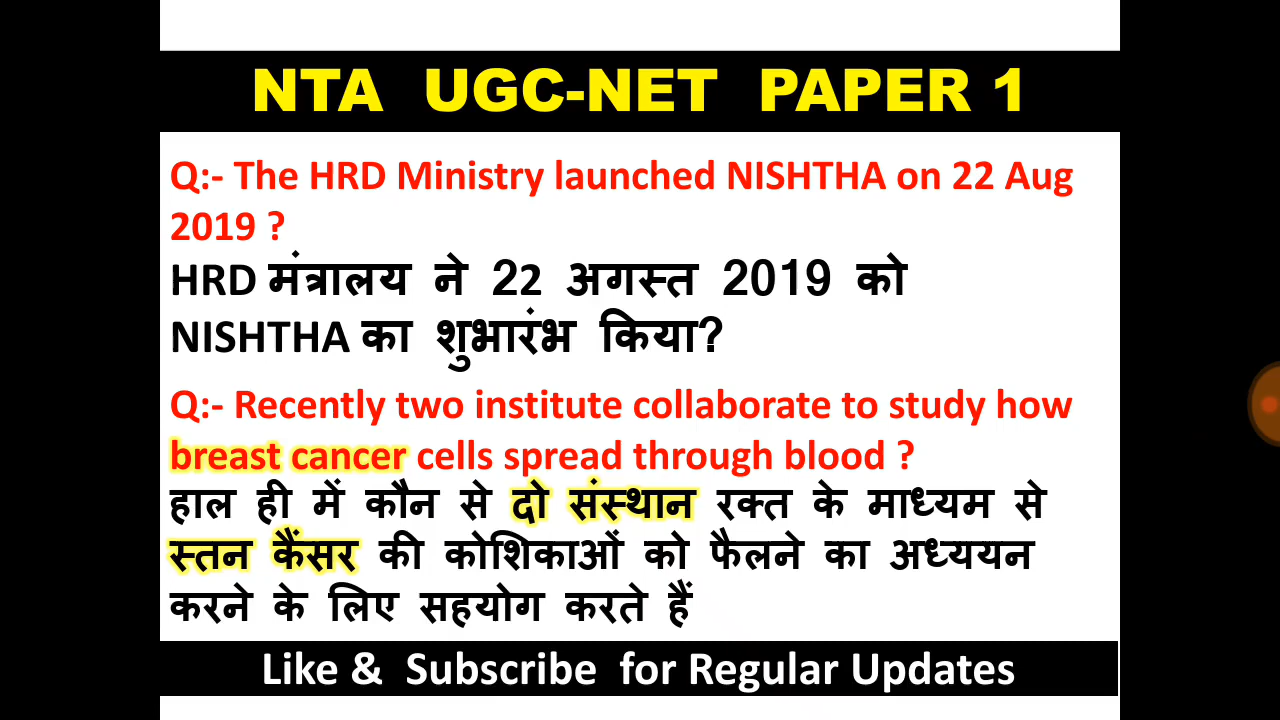 NTA UGC-NET PAPER 1
Q:- The HRD Ministry launched NISHTHA on 22 Aug
2019 ?
HRD मंत्रालय ने 22 अगस्त 2019 को
NISHTHA का शुभारंभ किया?
Q:- Recently two institute collaborate to study how
breast cancer cells spread through blood ?
हाल ही में कौन से दो संस्थान रक्त के माध्यम से
स्तन कैंसर की कोशिकाओं को फैलने का अध्ययन
करने के लिए सहयोग करते हैं
Like & Subscribe for Regular Updates